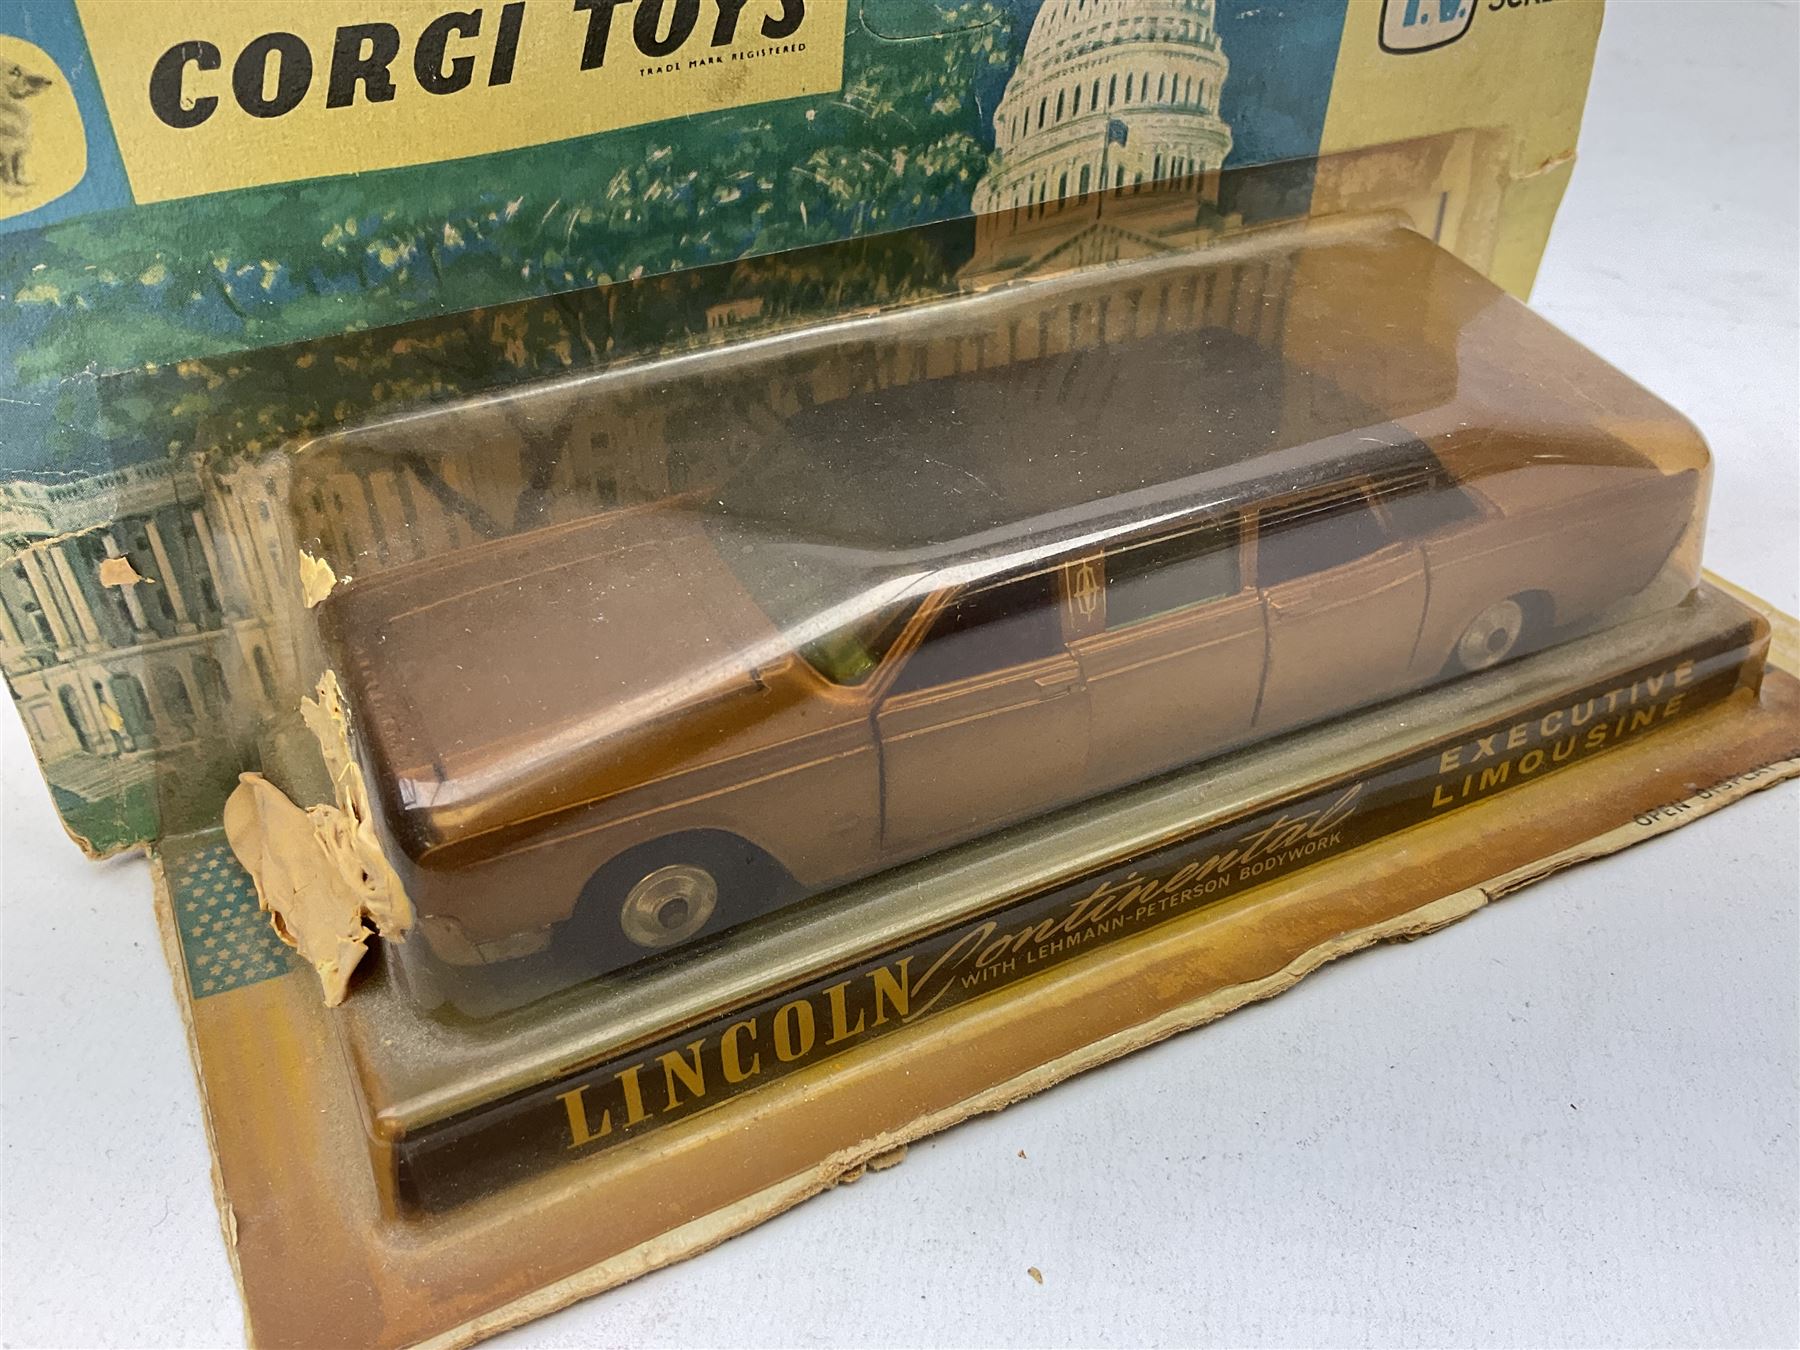 CORGI TOYS
TRADE MARK REGISTERED
T.V.
LINCOLN Continental
WITH LEHMANN-PETERSON BODYWORK
EXECUTIVE
LIMOUSINE
OPEN DISPLAY